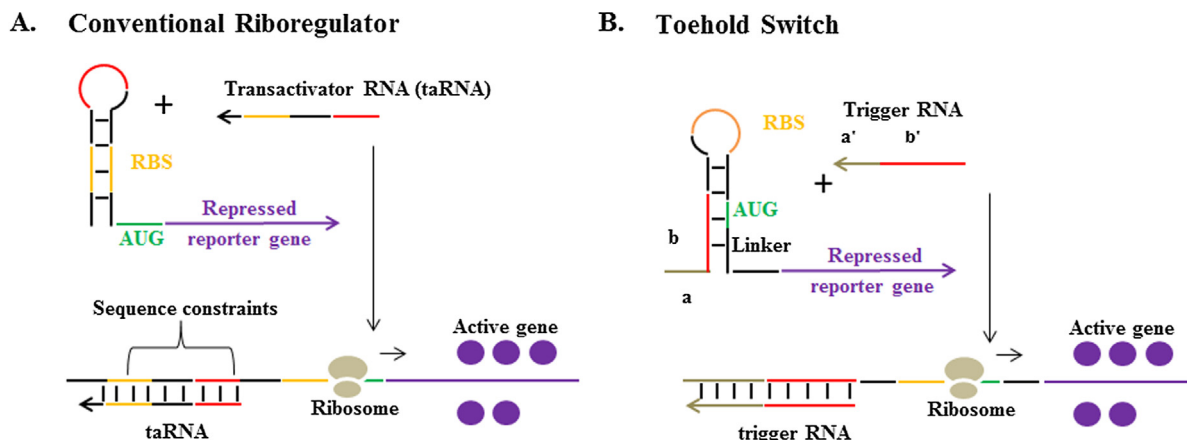 A. Conventional Riboregulator
Transactivator RNA (taRNA)
+
RBS
Repressed
AUG
reporter gene
Sequence constraints
Active gene
Ribosome
taRNA
B. Toehold Switch
Trigger RNA
RBS
a' b'
+
AUG
b
Linker
Repressed
reporter gene
a
Active gene
Ribosome
trigger RNA